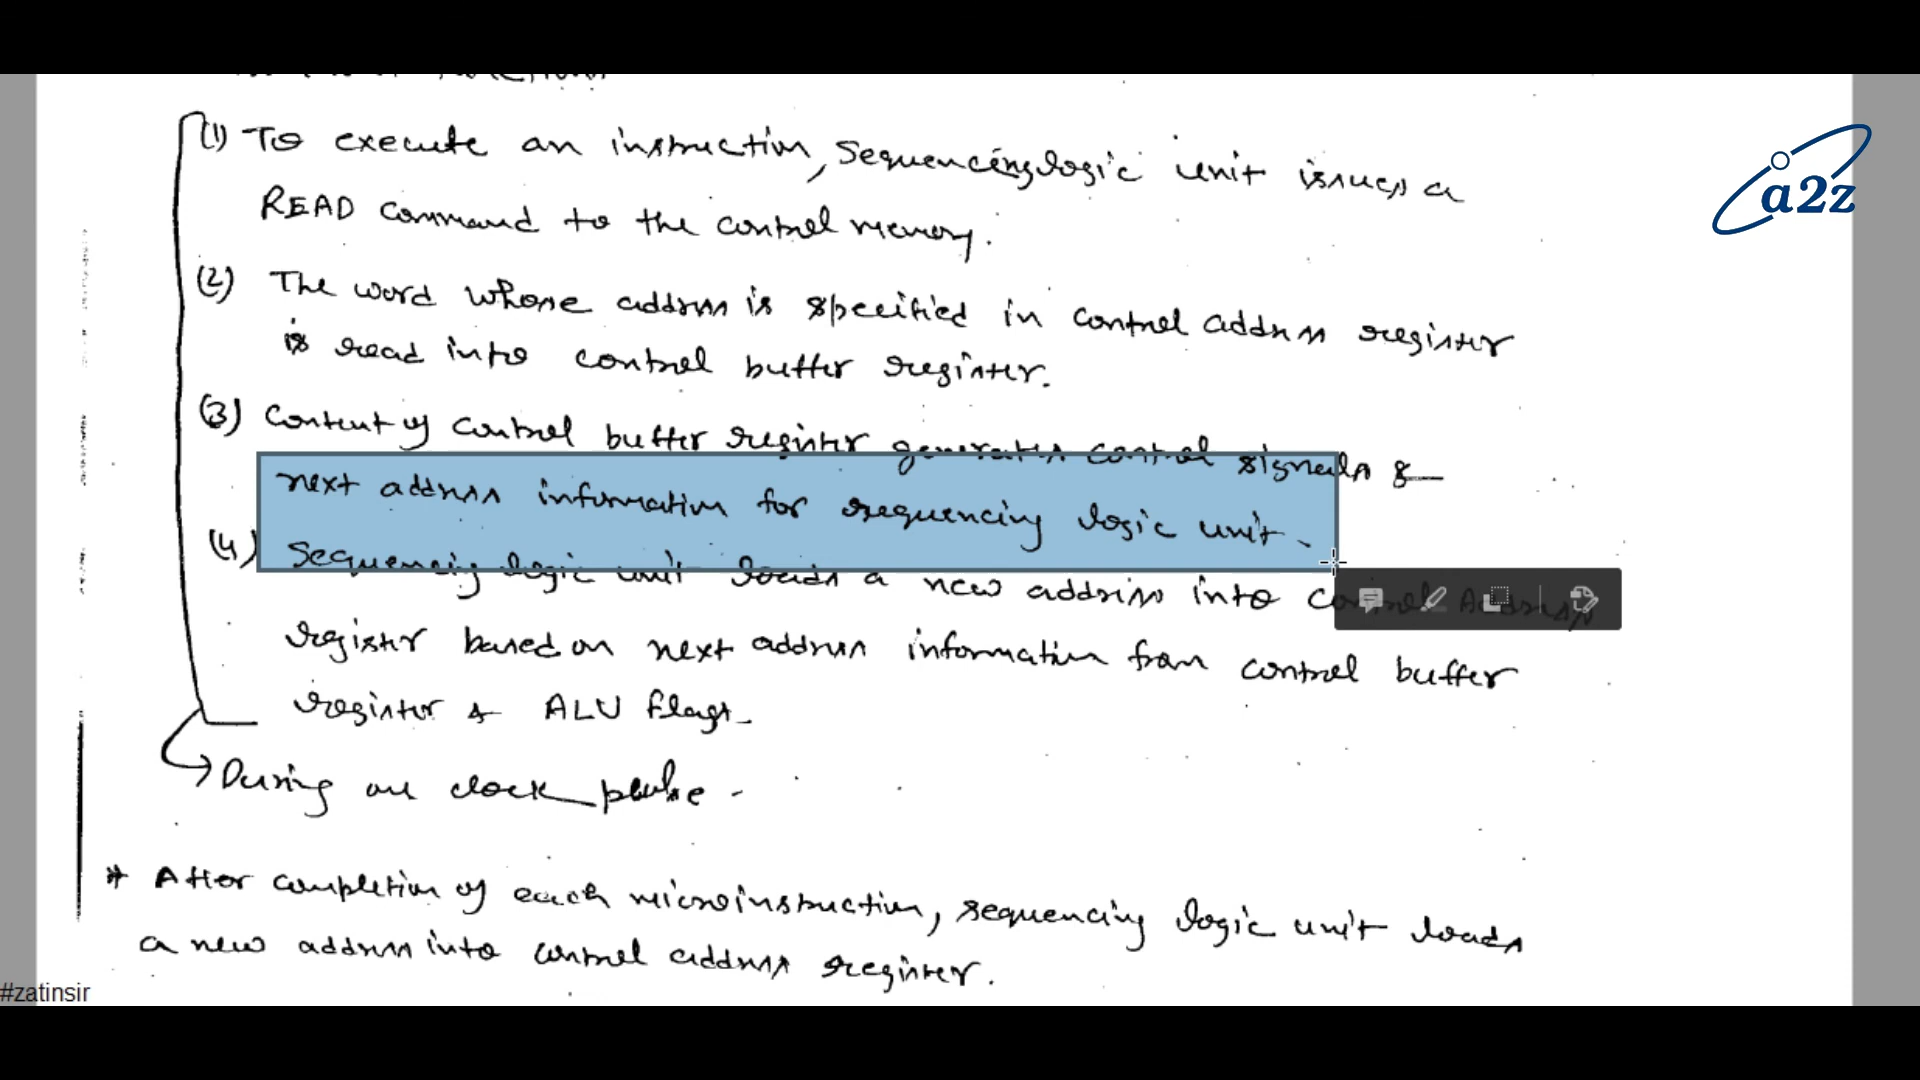 (1) To execute an instruction, sequencing logic unit issues a
READ command to the control memory.
(2) The word whose address is specified in control address register
is read into control buffer register.
(3) Content of control buffer register generates control signals &
next address information for sequencing logic unit.
(4) Sequencing logic unit loads a new address into Control Address
register based on next address information from control buffer
register & ALU flags.
→ During one clock pulse.
* After completion of each microinstruction, sequencing logic unit loads
a new address into control address register.
a2z
#zatinsir